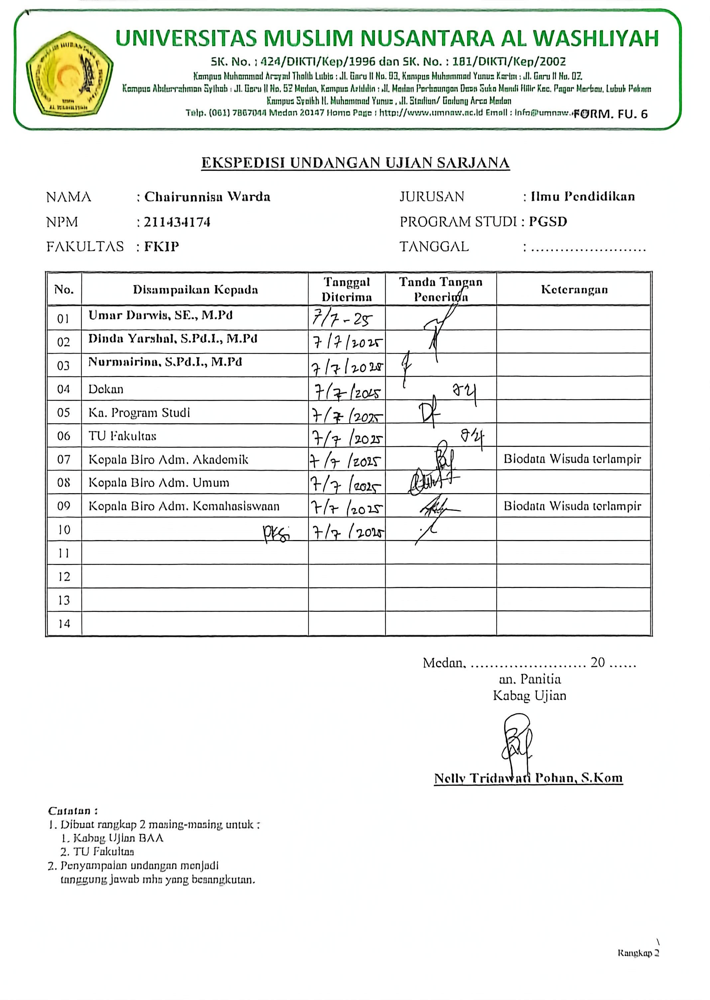 UNIVERSITAS MUSLIM NUSANTARA AL WASHLIYAH
SK. No. : 424/DIKTI/Kep/1996 dan SK. No. : 181/DIKTI/Kep/2002
Kampus Muhammad Arsyad Thalib Lubis : Jl. Garu II No. 93, Kampus Muhammad Yunus Karim : Jl. Garu II No. 02,
Kampus Abdurrahman Syihab : Jl. Garu II No. 52 Medan, Kampus Aziddin : Jl. Medan Perbaungan Desa Suka Mandi Hilir Kec. Pagar Merbau, Lubuk Pakam
Kampus Syaikh H. Muhammad Yunus , Jl. Stadion/ Gedung Arca Medan
Telp. (061) 7867044 Medan 20147 Home Page : http://www.umnaw.ac.id Email : info@umnaw. FORM. FU. 6
EKSPEDISI UNDANGAN UJIAN SARJANA
NAMA : Chairunnisa Warda JURUSAN : Ilmu Pendidikan
NPM : 211434174 PROGRAM STUDI : PGSD
FAKULTAS : FKIP TANGGAL : ........................
No. Disampaikan Kepada Tanggal Diterima Tanda Tangan Penerima Keterangan
01 Umar Darwis, SE., M.Pd 7/7-25
02 Dinda Yarshal, S.Pd.I., M.Pd 7/7/2025
03 Nurmairina, S.Pd.I., M.Pd 7/7/2025
04 Dekan 7/7/2025
05 Ka. Program Studi 7/7/2025
06 TU Fakultas 7/7/2025
07 Kepala Biro Adm. Akademik 7/7/2025 Biodata Wisuda terlampir
08 Kepala Biro Adm. Umum 7/7/2025
09 Kepala Biro Adm. Kemahasiswaan 7/7/2025 Biodata Wisuda terlampir
10 7/7/2025
11
12
13
14
Medan, ........................ 20 ......
an. Panitia
Kabag Ujian
Nelly Tridawati Pohan, S.Kom
Catatan :
1. Dibuat rangkap 2 masing-masing untuk :
1. Kabag Ujian BAA
2. TU Fakultas
2. Penyampaian undangan menjadi
tanggung jawab mhs yang besangkutan.
Rangkap 2